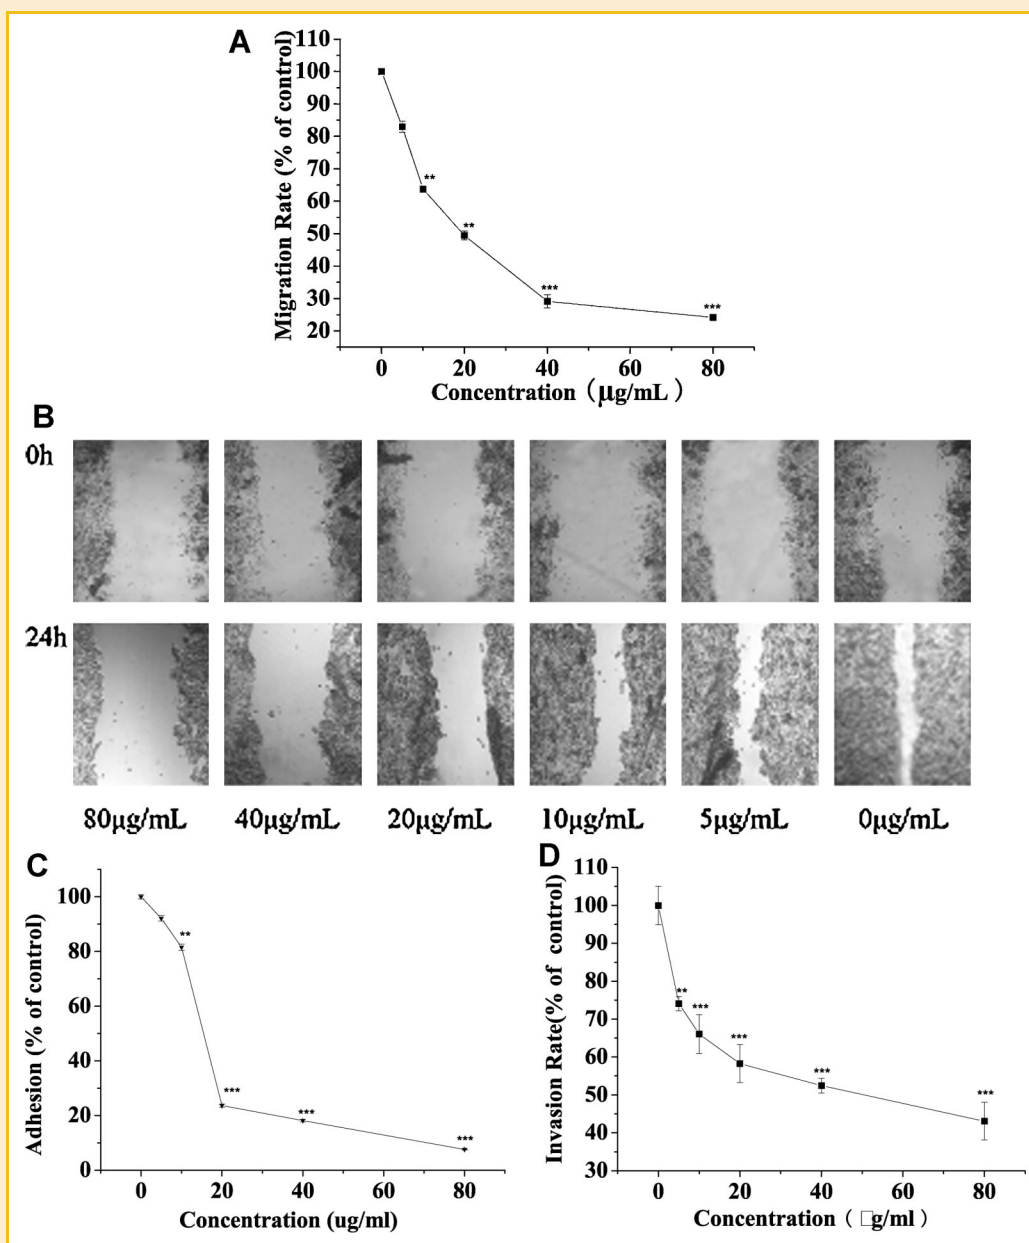 A
Migration Rate (% of control)
110
100
90
80
70
60
50
40
30
20
**
**
***
***
0 20 40 60 80
Concentration (μg/mL)
B
0h
24h
80μg/mL 40μg/mL 20μg/mL 10μg/mL 5μg/mL 0μg/mL
C
Adhesion (% of control)
100
80
60
40
20
0
**
***
***
***
0 20 40 60 80
Concentration (ug/ml)
D
Invasion Rate(% of control)
110
100
90
80
70
60
50
40
30
**
***
***
***
***
0 20 40 60 80
Concentration (□g/ml)